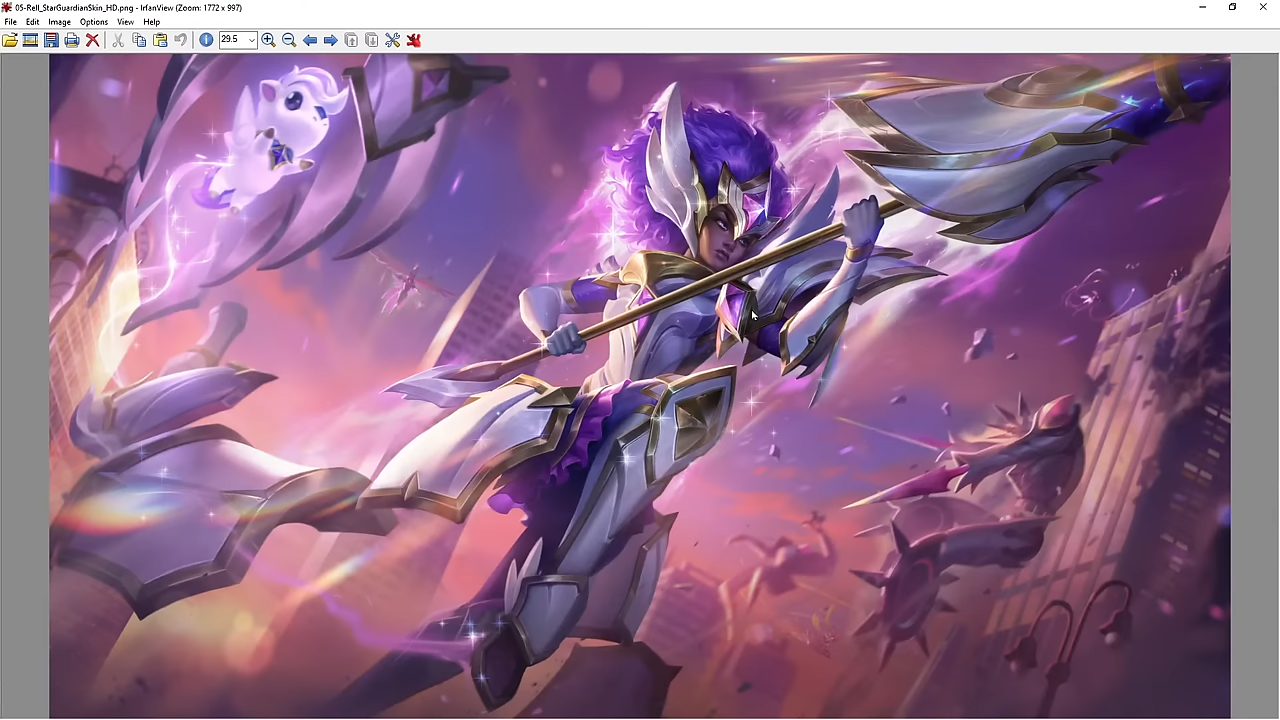 05-Rell_StarGuardianSkin_HD.png - IrfanView (Zoom: 1772 x 997)
File Edit Image Options View Help
29.5